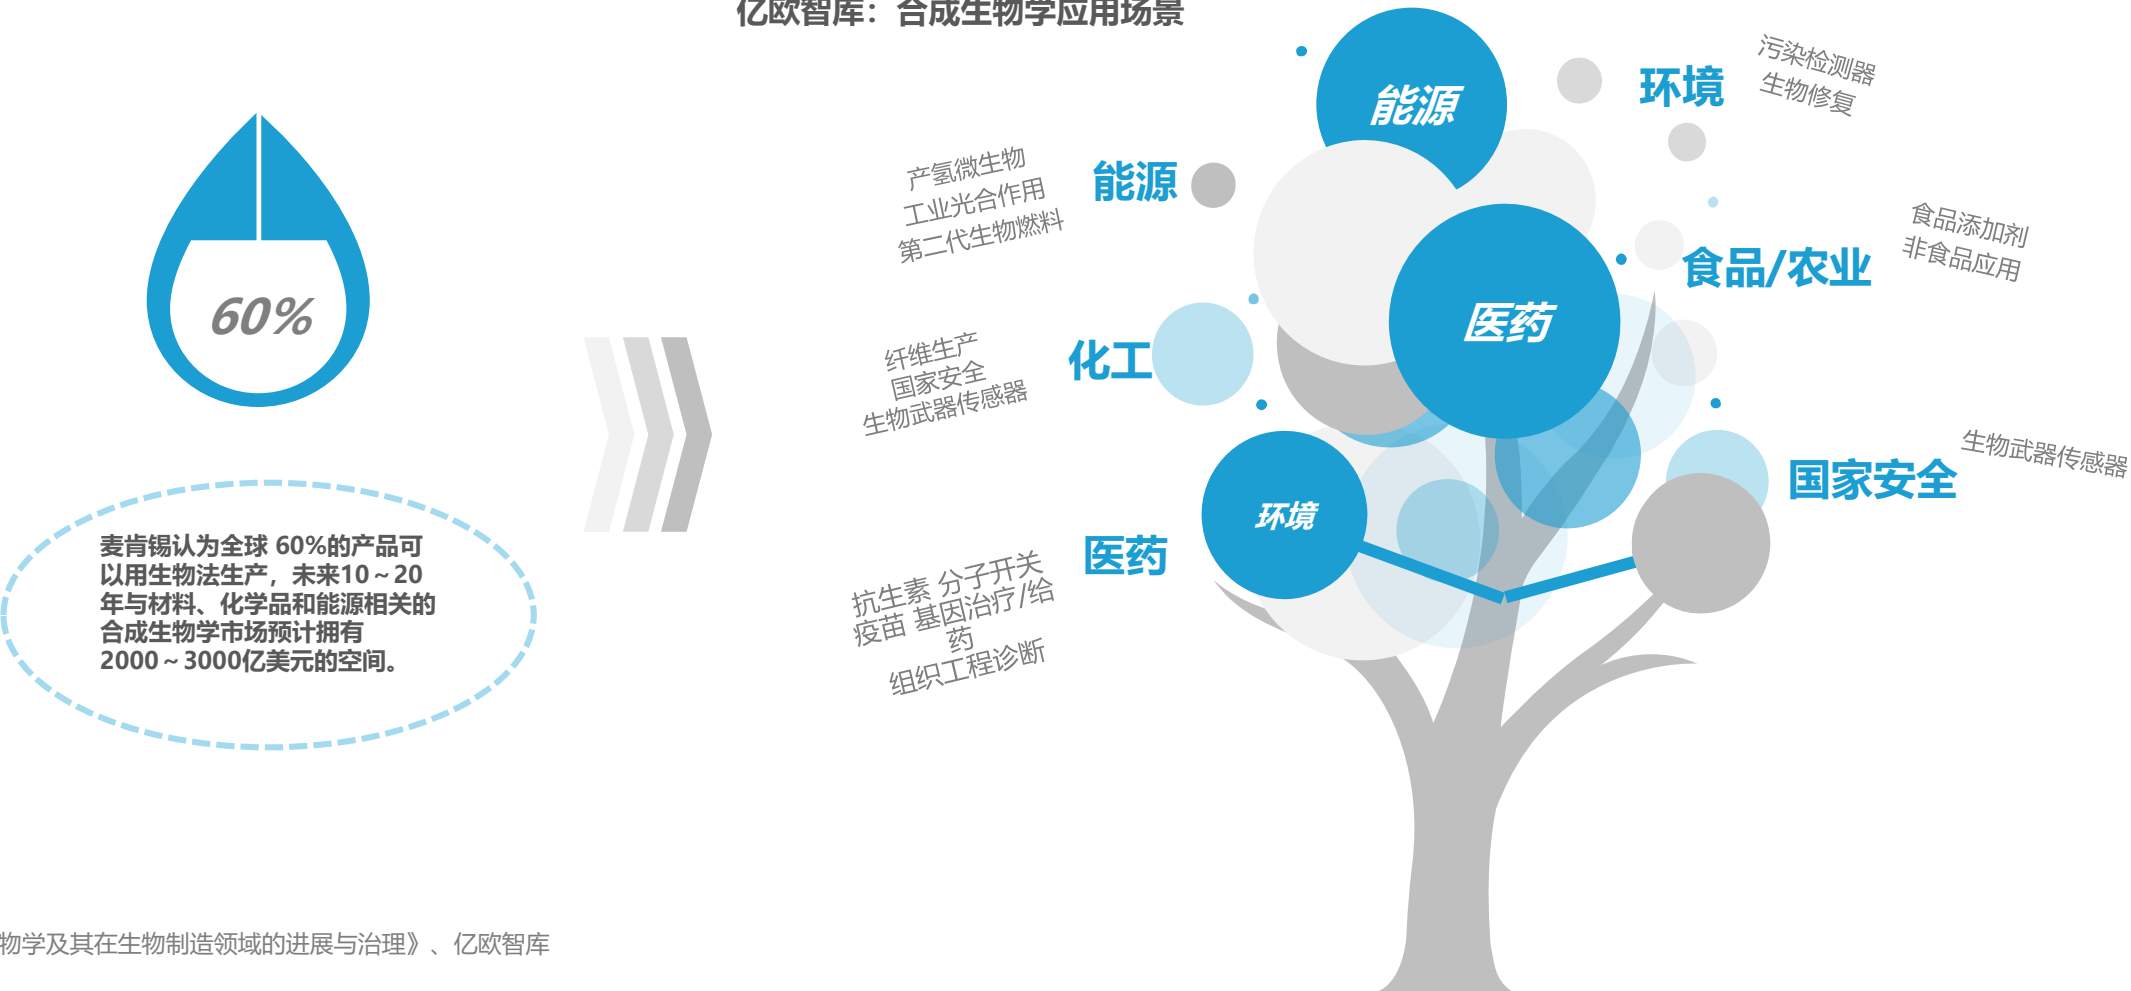 亿欧智库：合成生物学应用场景
60%
麦肯锡认为全球 60%的产品可
以用生物法生产，未来10～20
年与材料、化学品和能源相关的
合成生物学市场预计拥有
2000～3000亿美元的空间。
能源
产氢微生物
工业光合作用
第二代生物燃料
化工
纤维生产
国家安全
生物武器传感器
医药
抗生素 分子开关
疫苗 基因治疗/给
药
组织工程诊断
能源
医药
环境
环境
污染检测器
生物修复
食品/农业
食品添加剂
非食品应用
国家安全
生物武器传感器
物学及其在生物制造领域的进展与治理》、亿欧智库